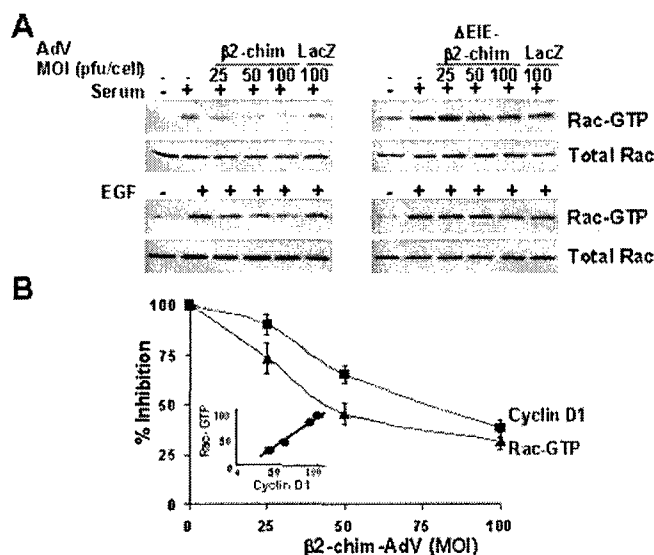 A
AdV
MOI (pfu/cell)
Serum
β2-chim
LacZ
25 50 100 100
- -
- + + + + +
ΔEIE-
β2-chim
LacZ
25 50 100 100
- -
- + + + + +
Rac-GTP
Total Rac
EGF
- + + + + +
- + + + + +
Rac-GTP
Total Rac
B
% Inhibition
100
75
50
25
0
Rac-GTP
100
50
0
50 100
Cyclin D1
Cyclin D1
Rac-GTP
0 25 50 75 100
β2-chim-AdV (MOI)